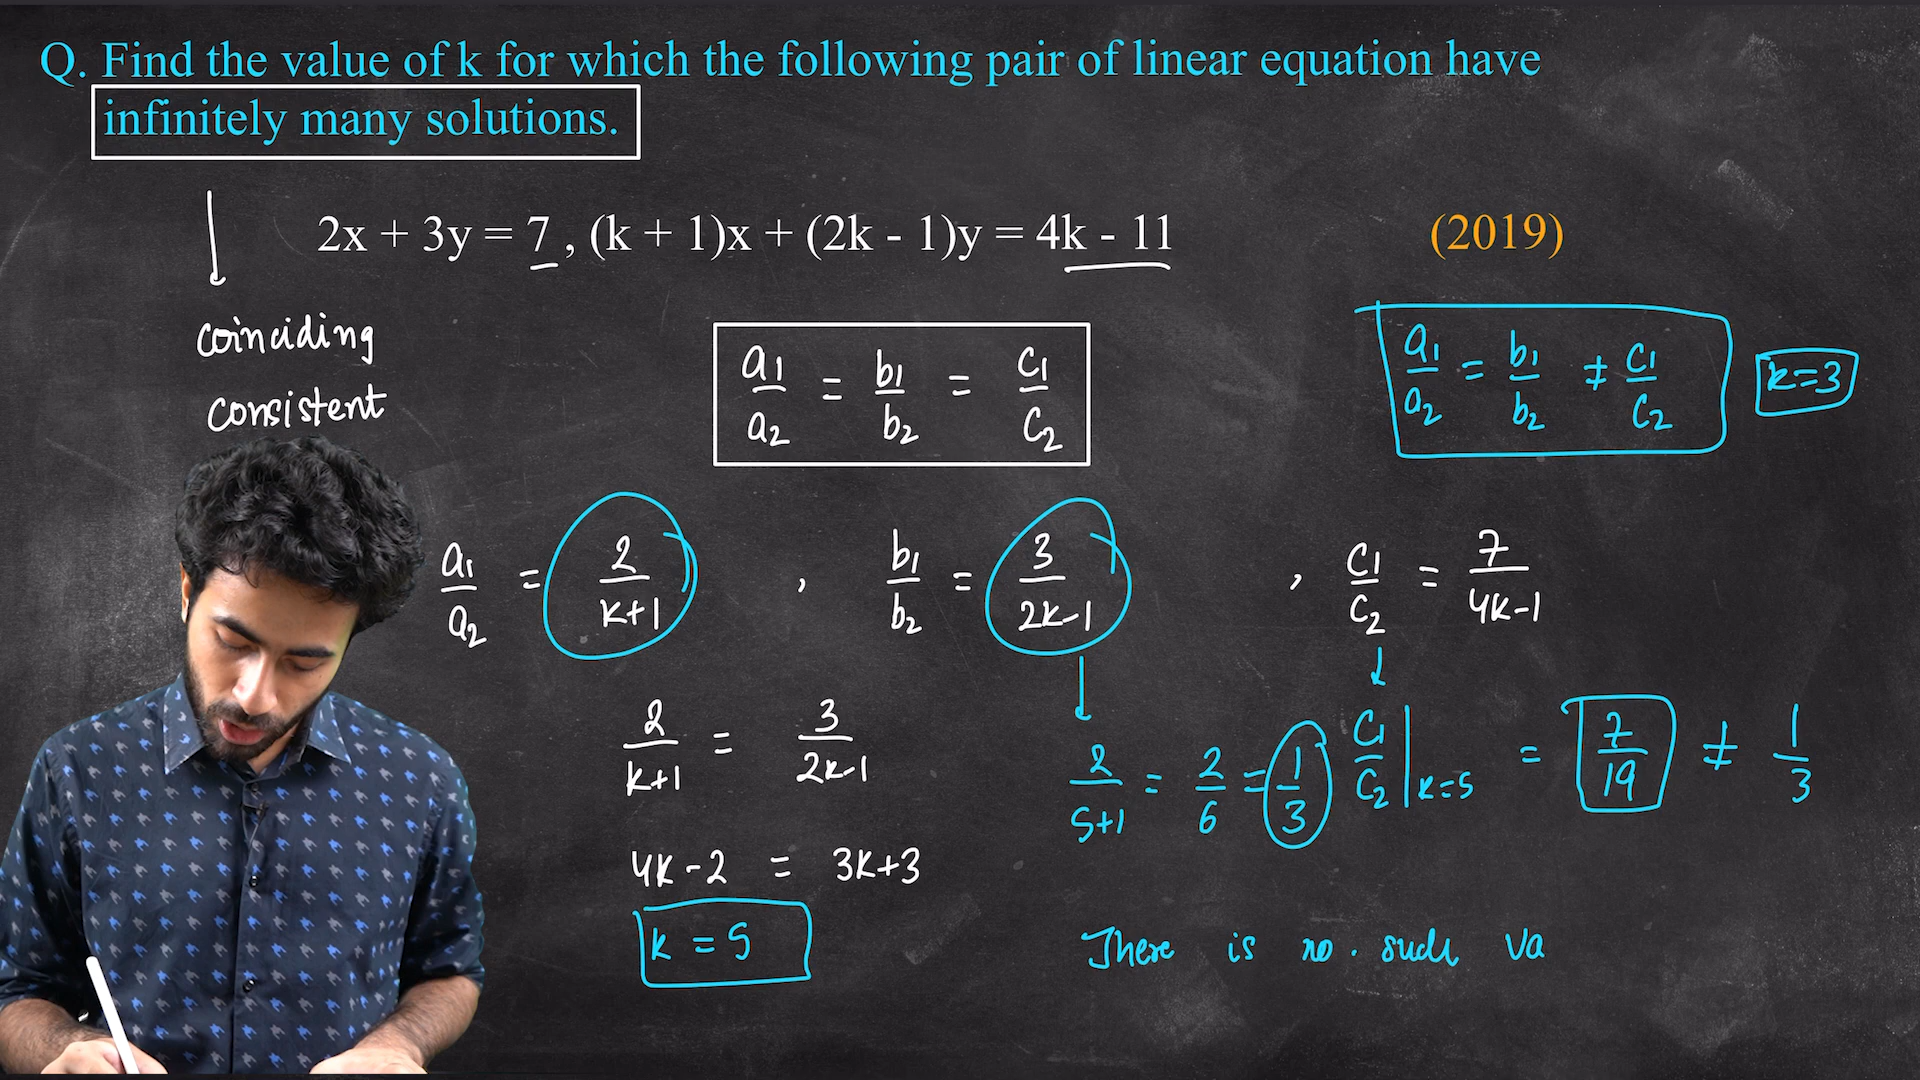 Q. Find the value of k for which the following pair of linear equation have
infinitely many solutions.
2x + 3y = 7 , (k + 1)x + (2k - 1)y = 4k - 11
(2019)
coinciding
consistent
a1/a2 = b1/b2 = c1/c2
a1/a2 = b1/b2 ≠ c1/c2
k=3
a1/a2 = 2/k+1 , b1/b2 = 3/2k-1 , c1/c2 = 7/4k-1
2/k+1 = 3/2k-1
2/5+1 = 2/6 = 1/3
c1/c2|k=5 = 7/19 ≠ 1/3
4k-2 = 3k+3
k = 5
There is no. such va